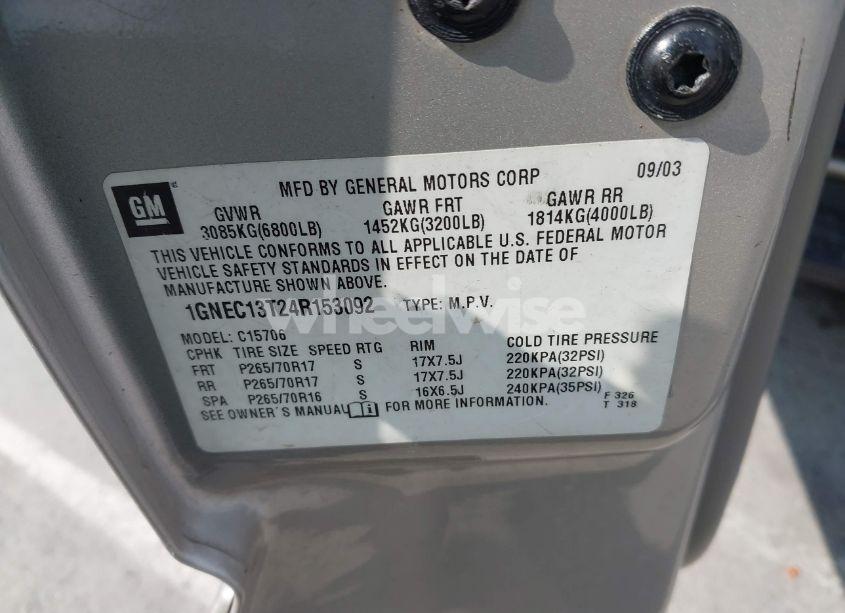 GM
MFD BY GENERAL MOTORS CORP 09/03
GVWR GAWR FRT GAWR RR
3085KG(6800LB) 1452KG(3200LB) 1814KG(4000LB)
THIS VEHICLE CONFORMS TO ALL APPLICABLE U.S. FEDERAL MOTOR
VEHICLE SAFETY STANDARDS IN EFFECT ON THE DATE OF
MANUFACTURE SHOWN ABOVE.
1GNEC13T24R153092 TYPE: M.P.V.
wheelwise
MODEL: C15706
CPHK TIRE SIZE SPEED RTG RIM COLD TIRE PRESSURE
FRT P265/70R17 S 17X7.5J 220KPA(32PSI)
RR P265/70R17 S 17X7.5J 220KPA(32PSI)
SPA P265/70R16 S 16X6.5J 240KPA(35PSI)
SEE OWNER'S MANUAL FOR MORE INFORMATION.
F 326
T 318